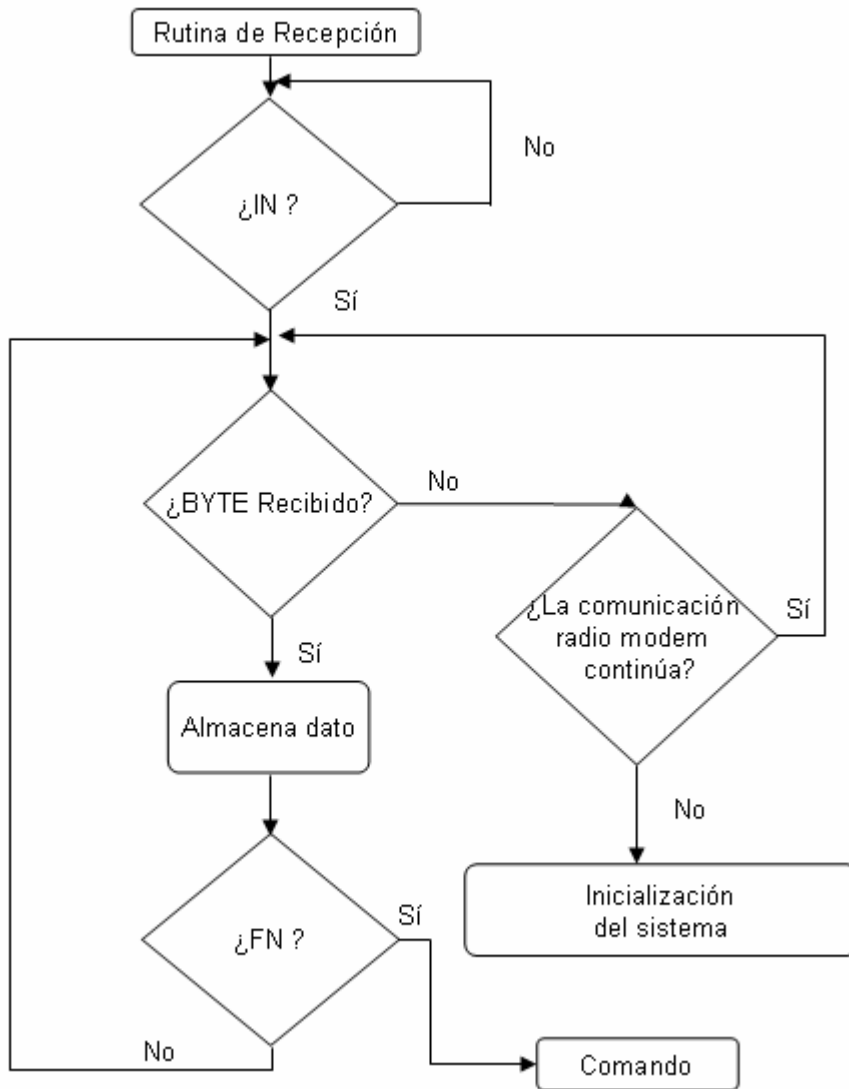 Rutina de Recepción
No
¿IN ?
Sí
¿BYTE Recibido?
No
¿La comunicación
radio modem
continúa?
Sí
Sí
Almacena dato
No
Inicialización
del sistema
¿FN ?
Sí
No
Comando